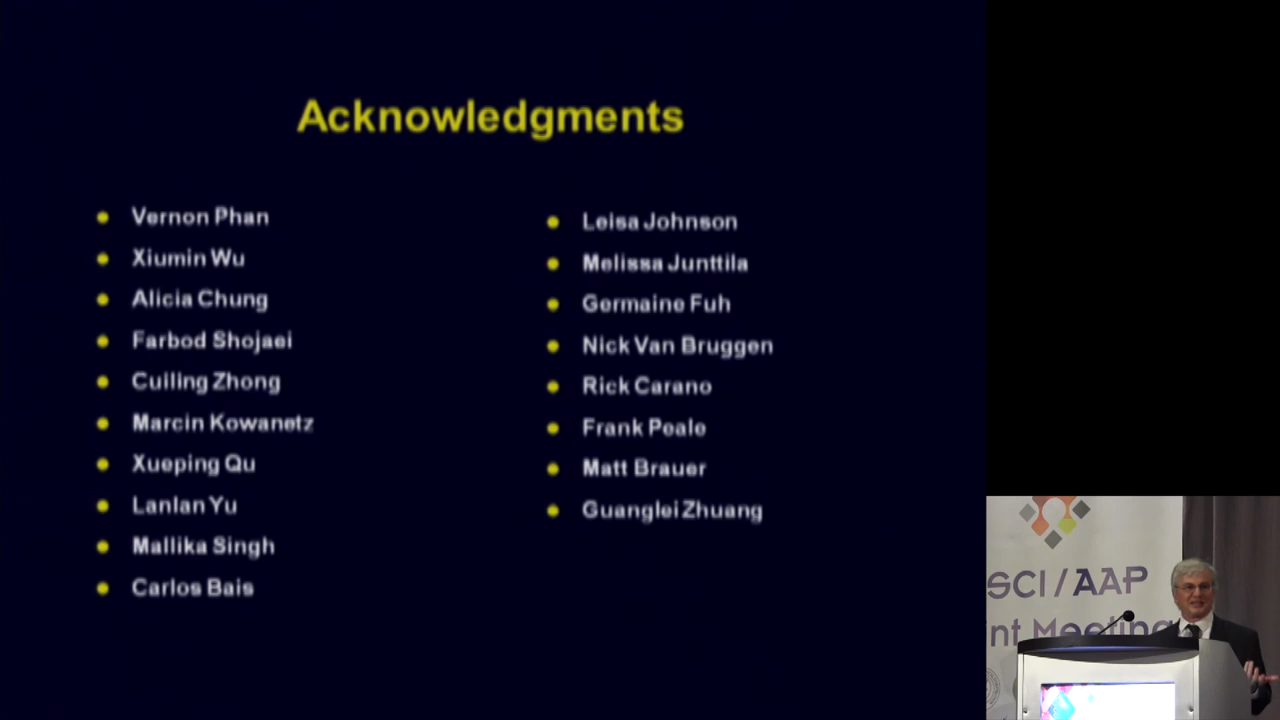 Acknowledgments
Vernon Phan
Xiumin Wu
Alicia Chung
Farbod Shojaei
Cuiling Zhong
Marcin Kowanetz
Xueping Qu
Lanlan Yu
Mallika Singh
Carlos Bais
Leisa Johnson
Melissa Junttila
Germaine Fuh
Nick Van Bruggen
Rick Carano
Frank Peale
Matt Brauer
Guanglei Zhuang
SCI / AAP
nt Meeting